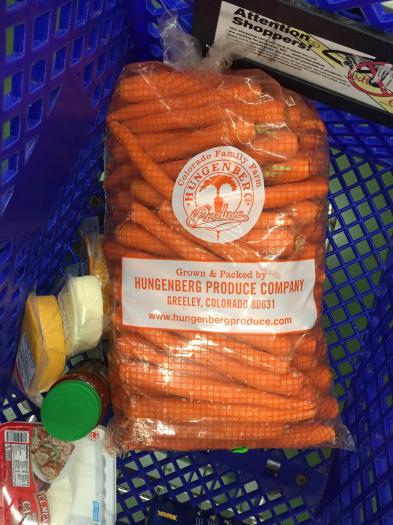 Attention
Shoppers!
Colorado Family Farm
HUNGENBERG
Produce
Grown & Packed by
HUNGENBERG PRODUCE COMPANY
GREELEY, COLORADO 80631
www.hungenbergproduce.com